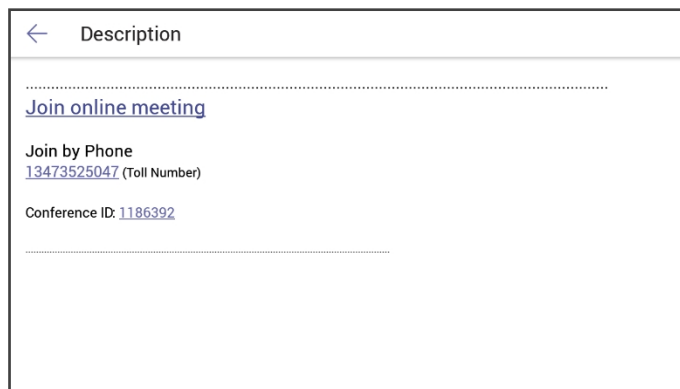 Description
Join online meeting
Join by Phone
13473525047 (Toll Number)
Conference ID: 1186392